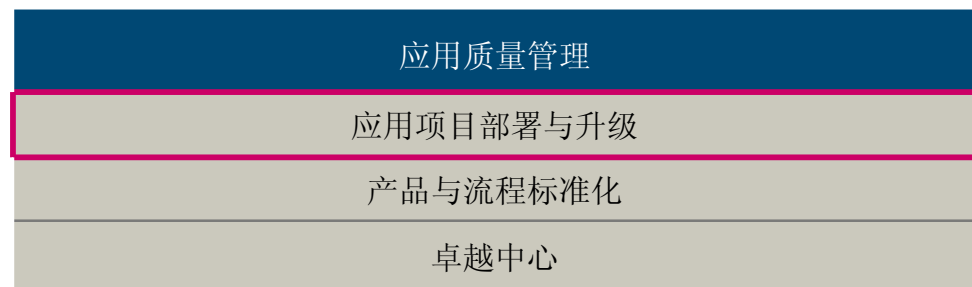 应用质量管理
应用项目部署与升级
产品与流程标准化
卓越中心